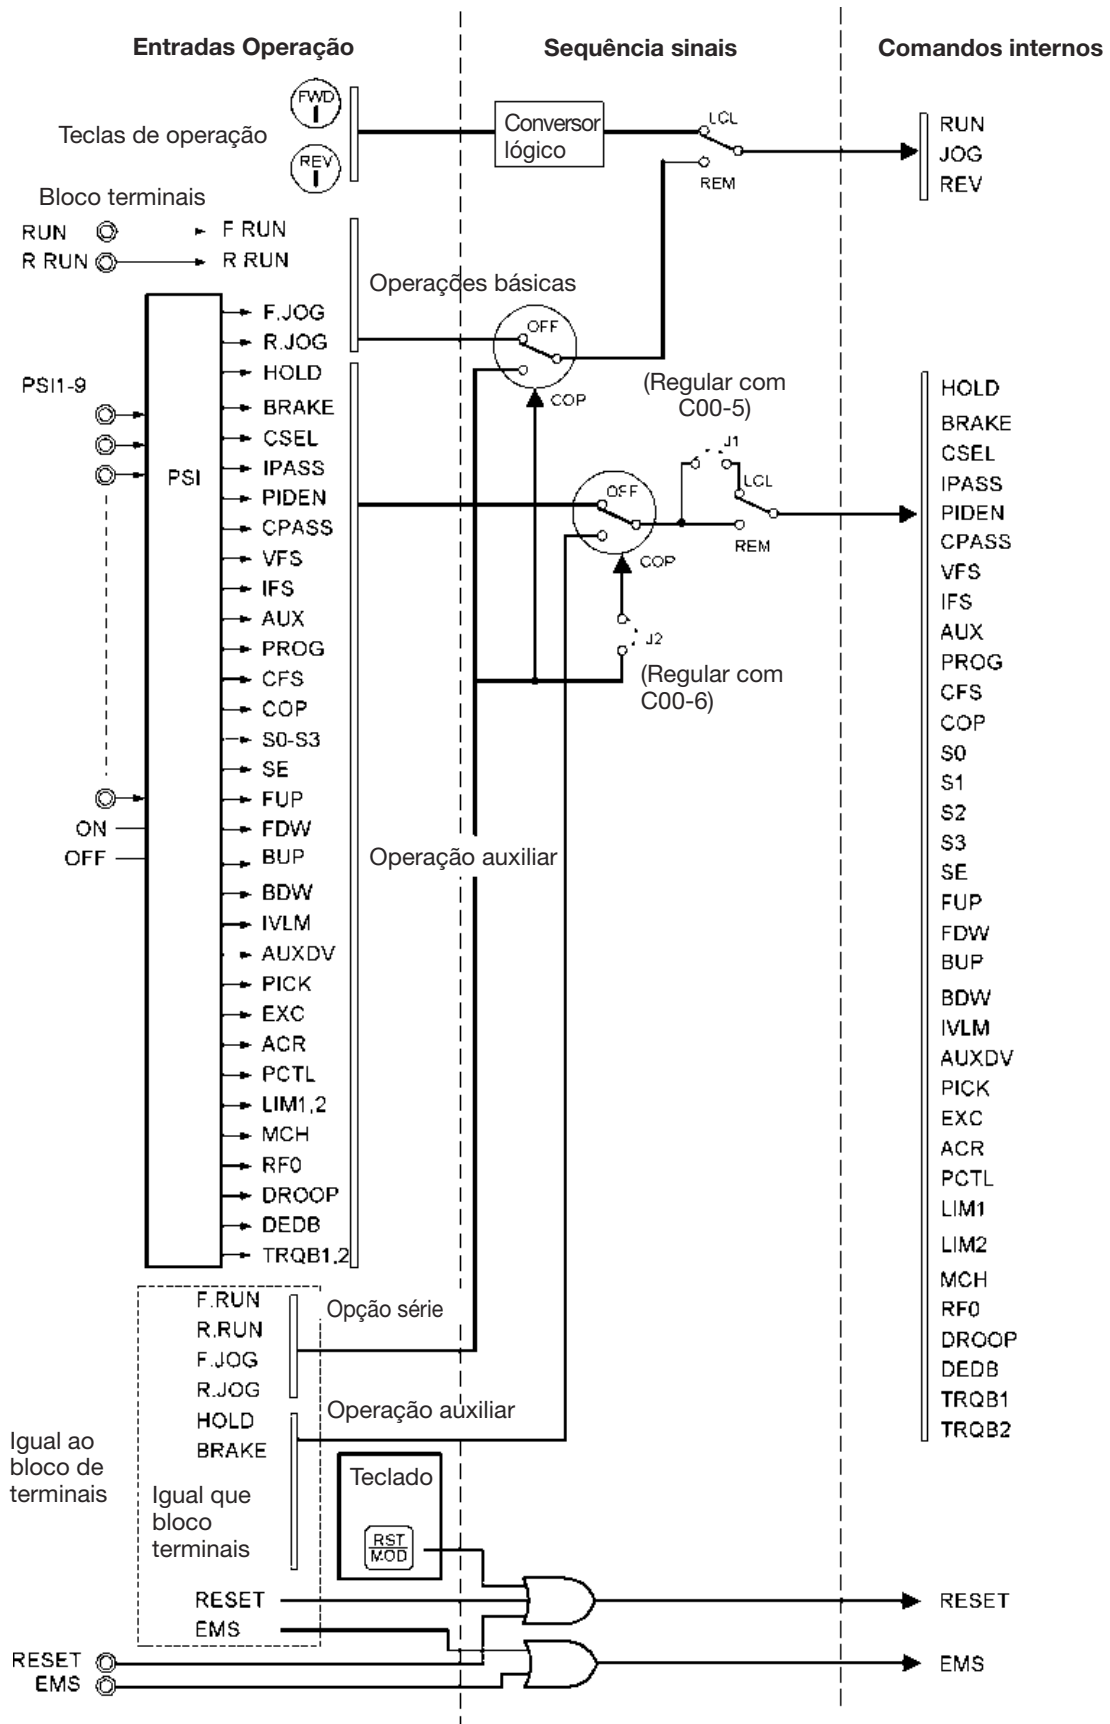 Entradas Operação
Sequência sinais
Comandos internos
FWD
Teclas de operação
REV
Conversor
lógico
LCL
REM
RUN
JOG
REV
Bloco terminais
RUN
F RUN
R RUN
R RUN
Operações básicas
F.JOG
R.JOG
HOLD
BRAKE
CSEL
IPASS
PIDEN
CPASS
VFS
IFS
AUX
PROG
CFS
COP
S0-S3
SE
FUP
FDW
BUP
BDW
IVLM
AUXDV
PICK
EXC
ACR
PCTL
LIM1,2
MCH
RF0
DROOP
DEDB
TRQB1,2
PSI1-9
PSI
ON
OFF
OFF
COP
(Regular com
C00-5)
J1
LCL
REM
OFF
COP
J2
(Regular com
C00-6)
Operação auxiliar
HOLD
BRAKE
CSEL
IPASS
PIDEN
CPASS
VFS
IFS
AUX
PROG
CFS
COP
S0
S1
S2
S3
SE
FUP
FDW
BUP
BDW
IVLM
AUXDV
PICK
EXC
ACR
PCTL
LIM1
LIM2
MCH
RF0
DROOP
DEDB
TRQB1
TRQB2
F.RUN
R.RUN
F.JOG
R.JOG
HOLD
BRAKE
Opção série
Operação auxiliar
Igual ao
bloco de
terminais
Igual que
bloco
terminais
Teclado
RST
MOD
RESET
EMS
RESET
EMS
RESET
EMS